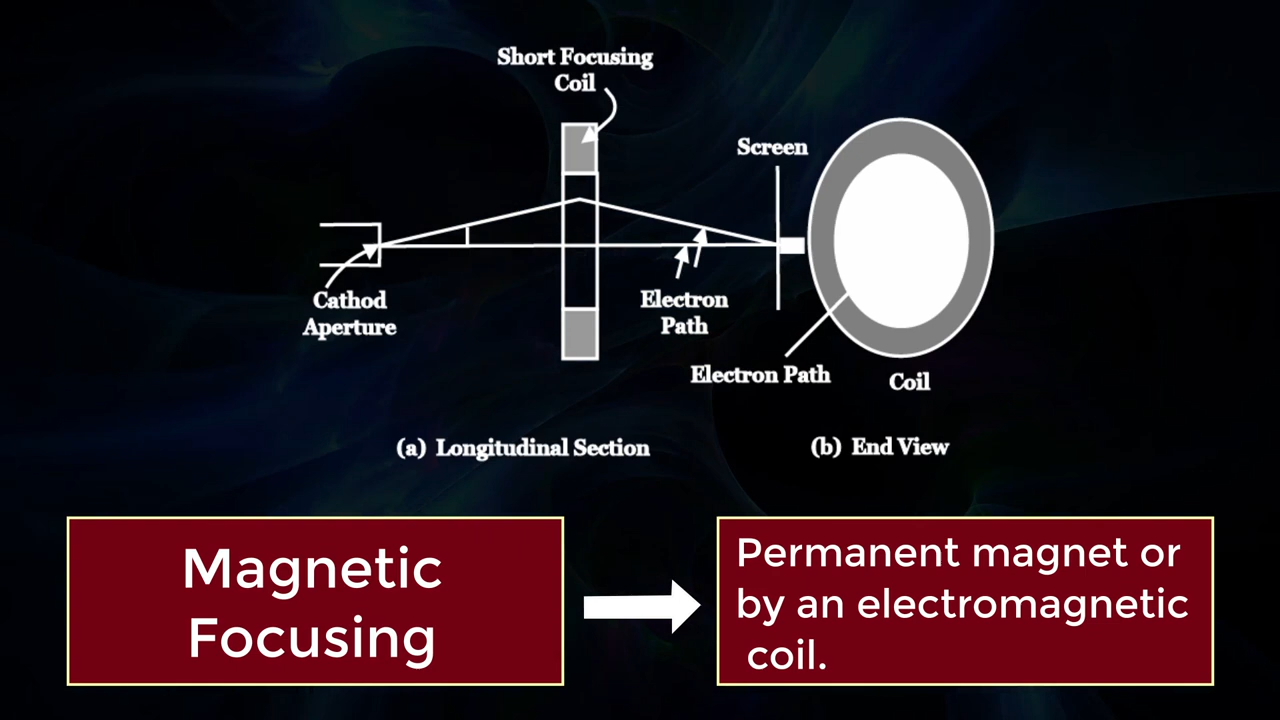 Short Focusing
Coil
Screen
Cathod
Aperture
Electron
Path
Electron Path
Coil
(a) Longitudinal Section
(b) End View
Magnetic
Focusing
Permanent magnet or
by an electromagnetic
coil.